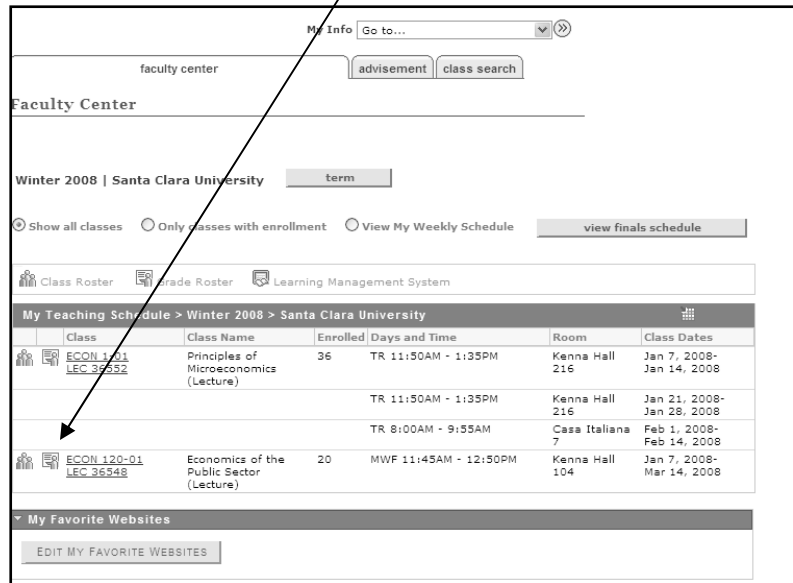 My Info Go to...
faculty center advisement class search
Faculty Center
Winter 2008 | Santa Clara University term
Show all classes Only classes with enrollment View My Weekly Schedule view finals schedule
Class Roster Grade Roster Learning Management System
My Teaching Schedule > Winter 2008 > Santa Clara University
Class Class Name Enrolled Days and Time Room Class Dates
ECON 1-01 Principles of 36 TR 11:50AM - 1:35PM Kenna Hall Jan 7, 2008-
LEC 36552 Microeconomics 216 Jan 14, 2008
(Lecture)
TR 11:50AM - 1:35PM Kenna Hall Jan 21, 2008-
216 Jan 28, 2008
TR 8:00AM - 9:55AM Casa Italiana Feb 1, 2008-
7 Feb 14, 2008
ECON 120-01 Economics of the 20 MWF 11:45AM - 12:50PM Kenna Hall Jan 7, 2008-
LEC 36548 Public Sector 104 Mar 14, 2008
(Lecture)
My Favorite Websites
EDIT MY FAVORITE WEBSITES